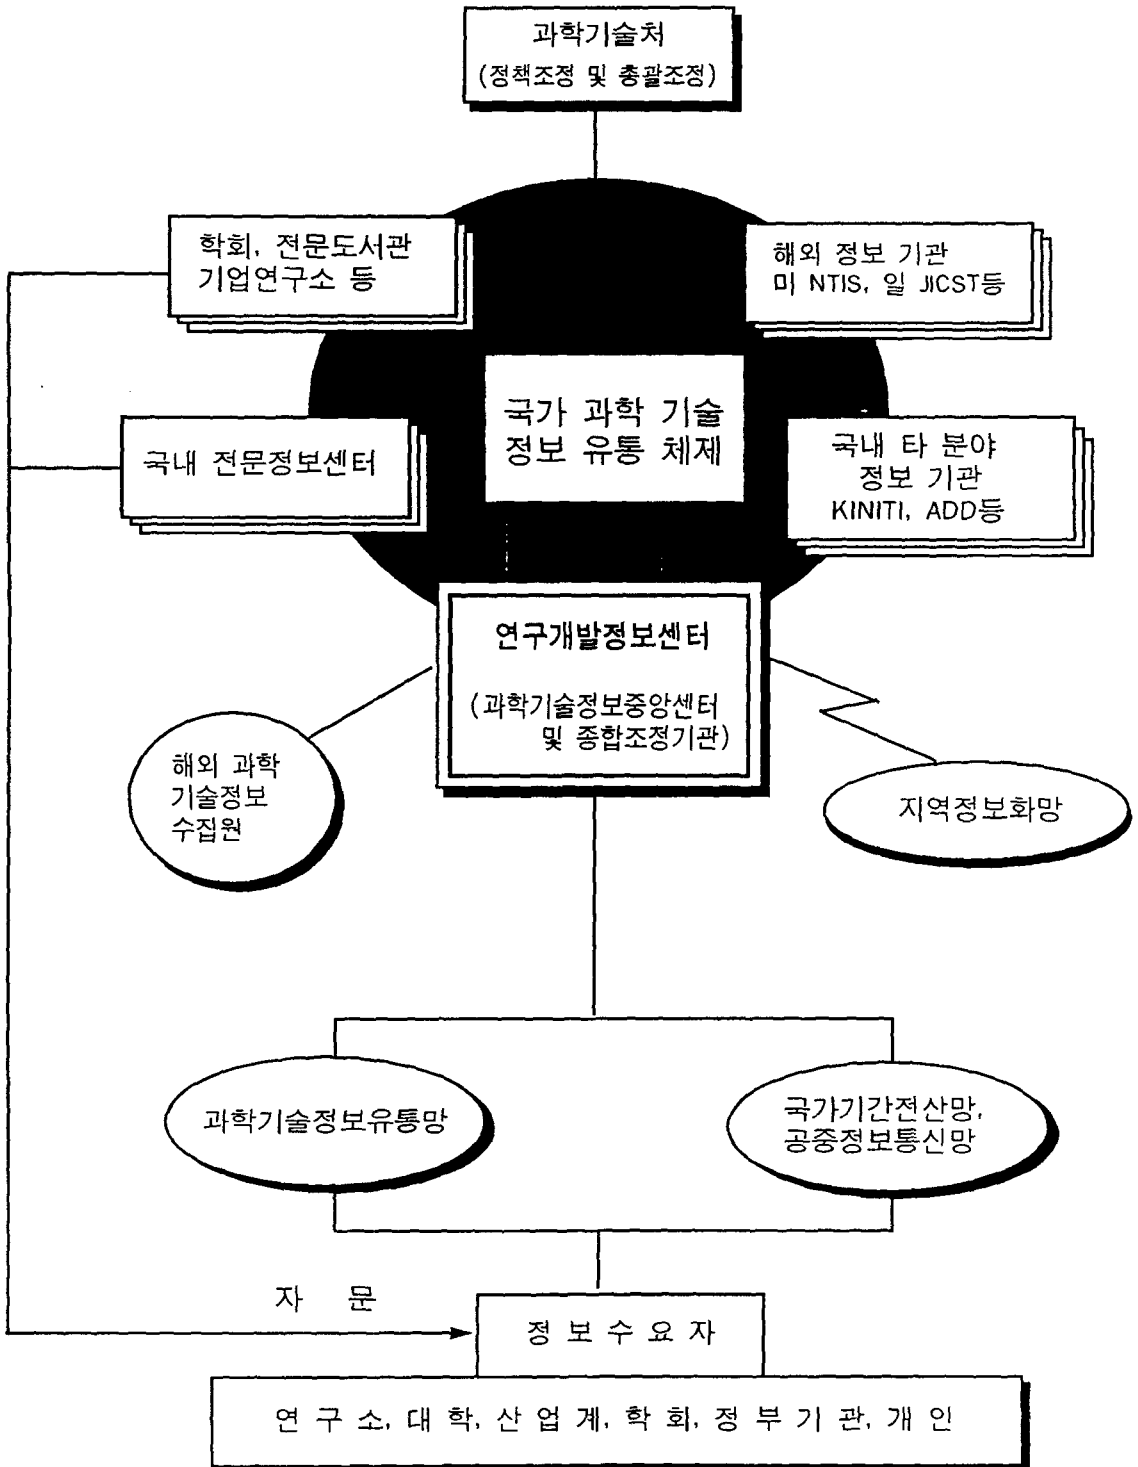 과학기술처
(정책조정 및 총괄조정)
학회, 전문도서관
기업연구소 등
해외 정보 기관
미 NTIS, 일 JICST등
국가 과학 기술
정보 유통 체제
국내 전문정보센터
국내 타 분야
정보 기관
KINITI, ADD등
연구개발정보센터
(과학기술정보중앙센터
및 종합조정기관)
해외 과학
기술정보
수집원
지역정보화망
과학기술정보유통망
국가기간전산망,
공중정보통신망
자 문
정 보 수 요 자
연 구 소, 대 학, 산 업 계, 학 회, 정 부 기 관, 개 인